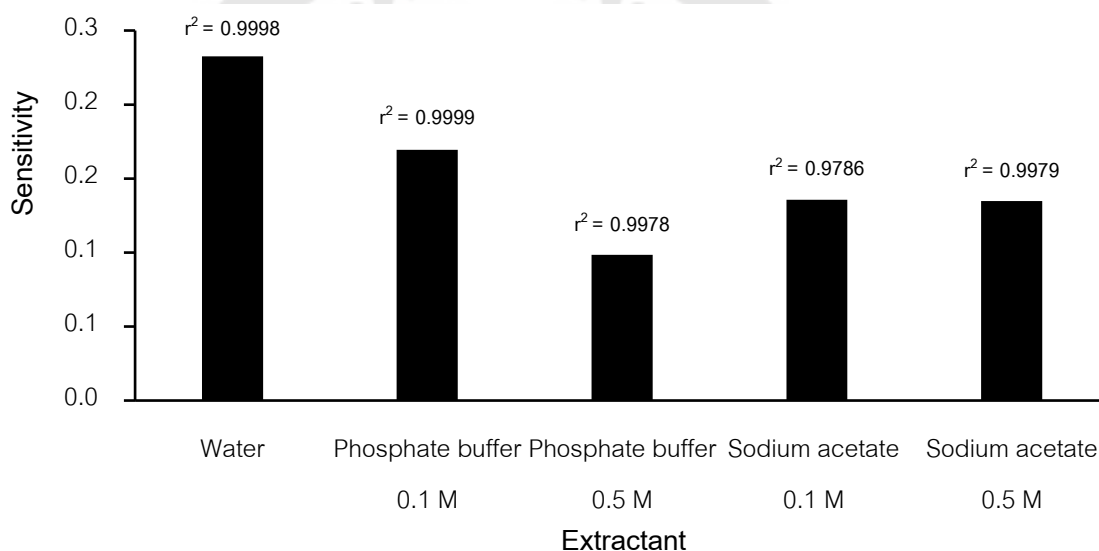 r² = 0.9998
r² = 0.9999
r² = 0.9978
r² = 0.9786
r² = 0.9979
Sensitivity
0.3
0.2
0.2
0.1
0.1
0.0
Water Phosphate buffer Phosphate buffer Sodium acetate Sodium acetate
0.1 M 0.5 M 0.1 M 0.5 M
Extractant